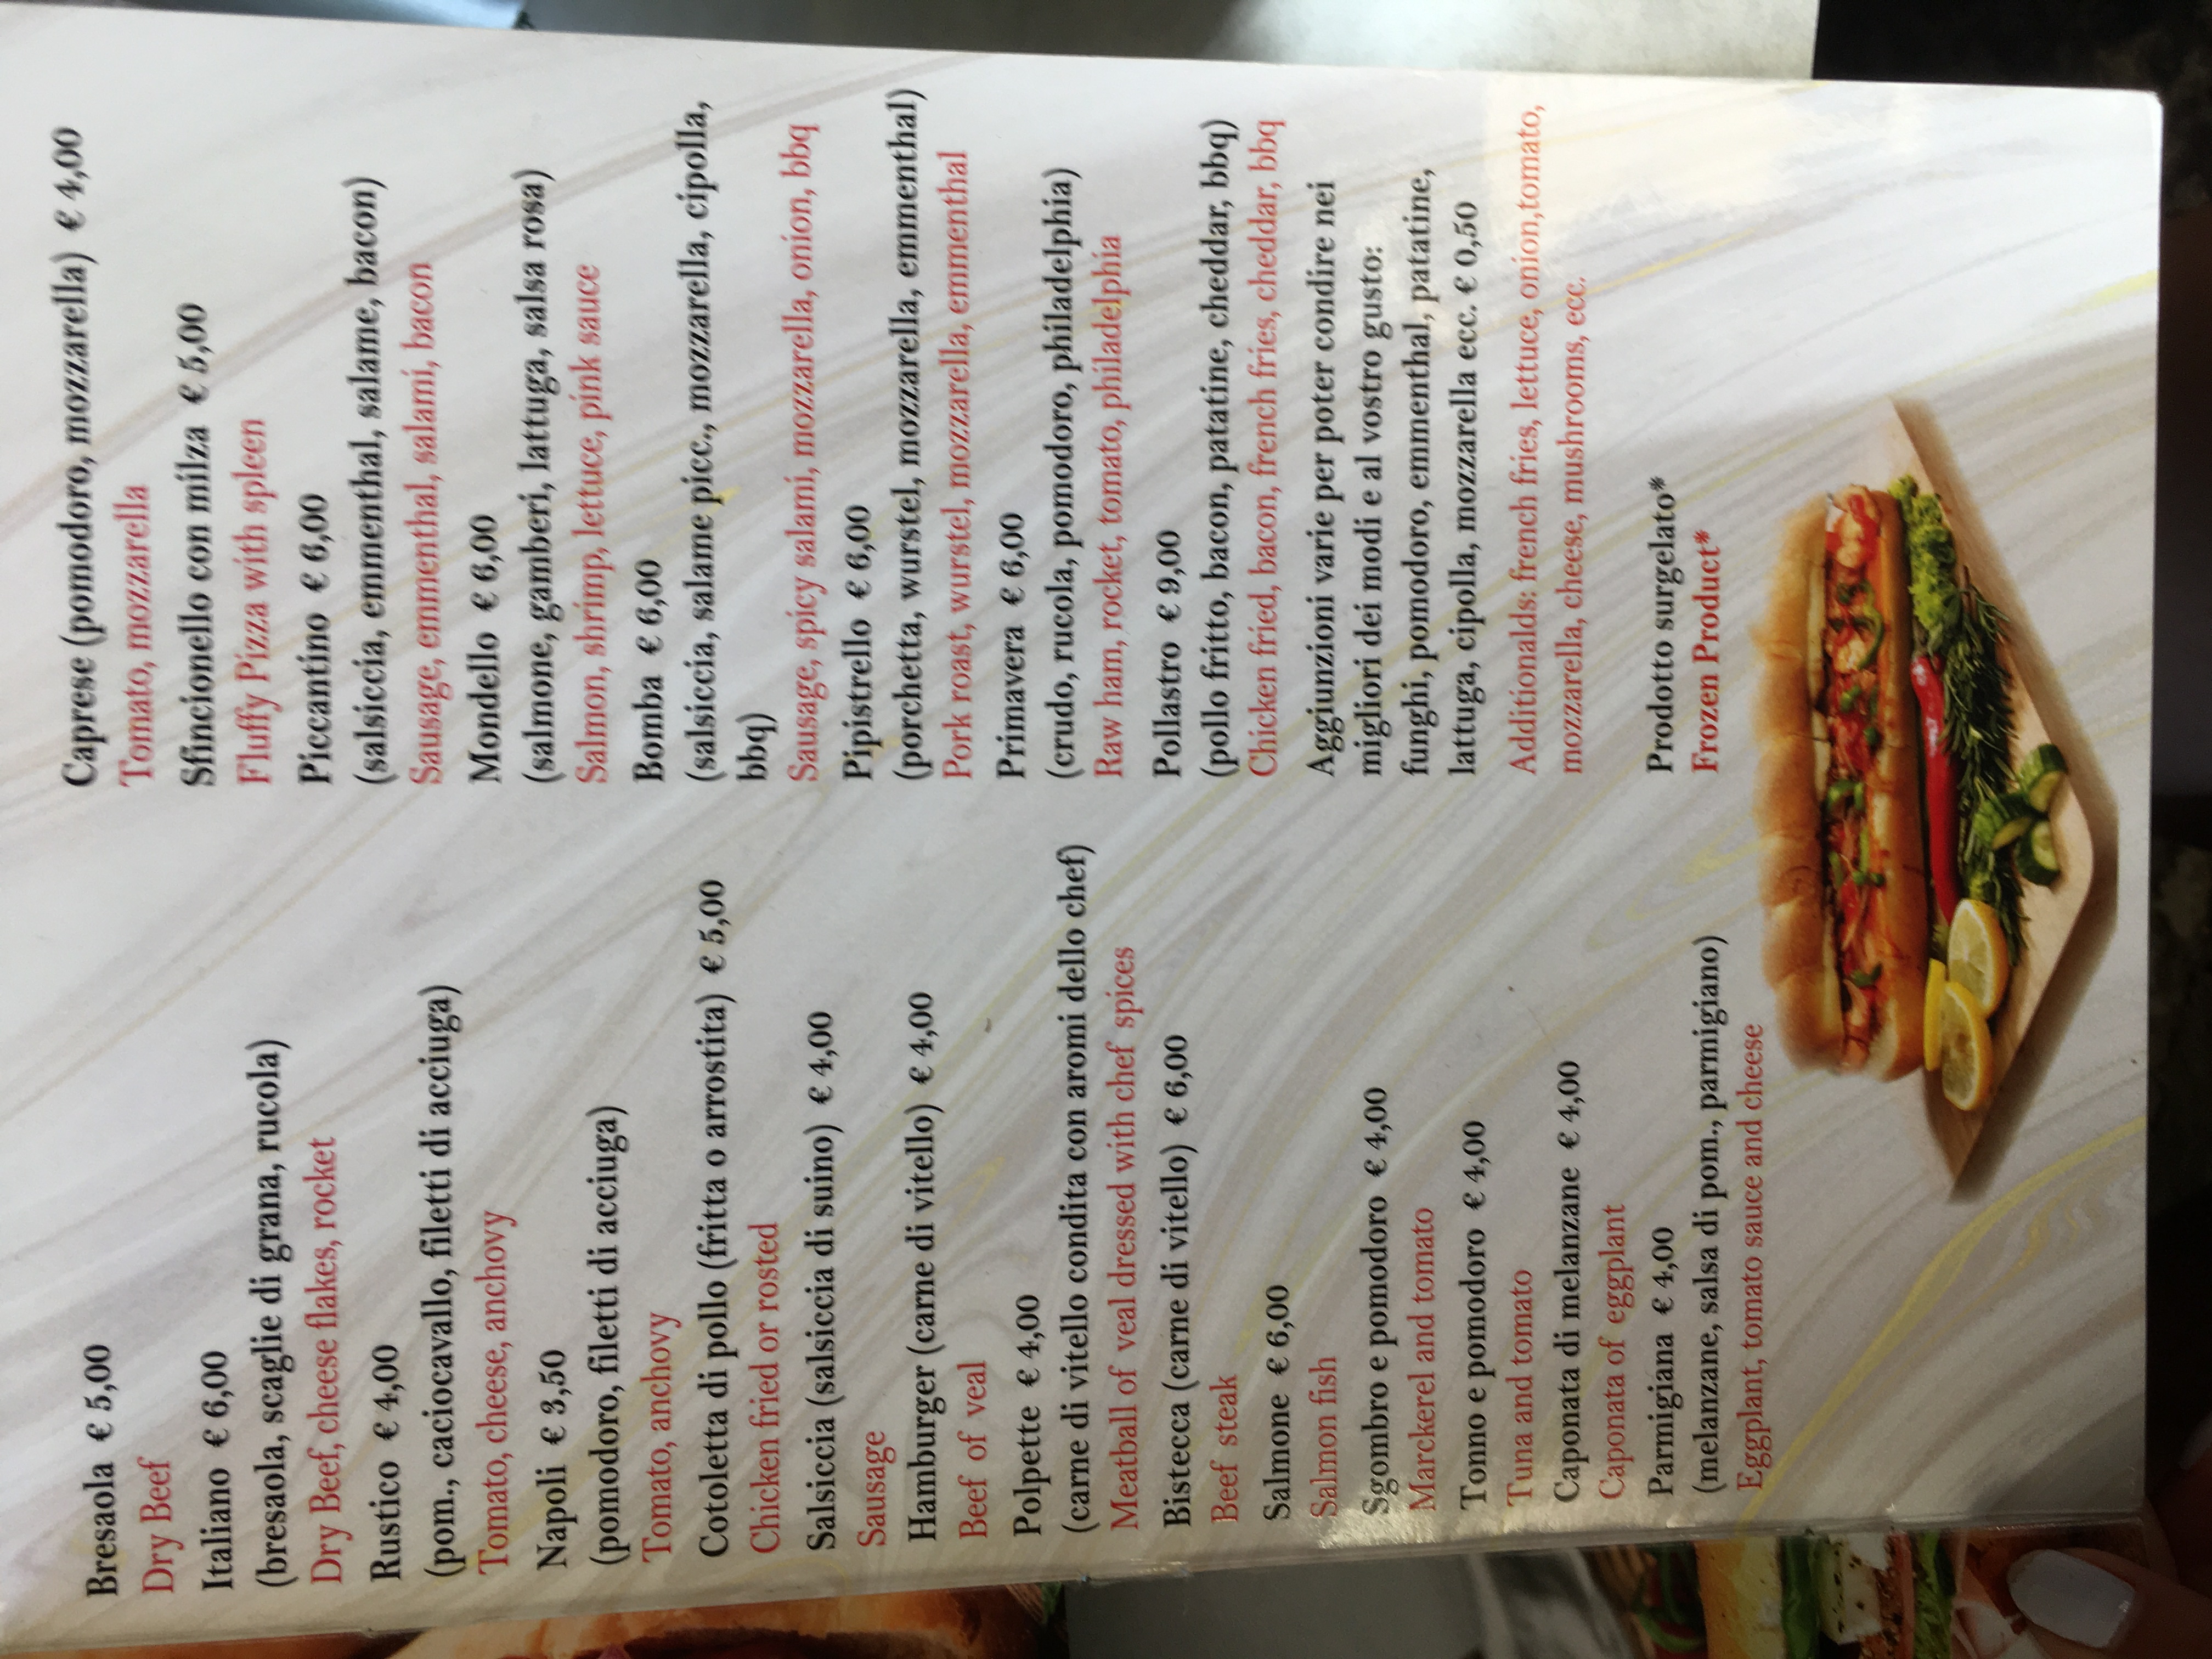 Bresaola € 5,00
Dry Beef
Italiano € 6,00
(bresaola, scaglie di grana, rucola)
Dry Beef, cheese flakes, rocket
Rustico € 4,00
(pom., caciocavallo, filetti di acciuga)
Tomato, cheese, anchovy
Napoli € 3,50
(pomodoro, filetti di acciuga)
Tomato, anchovy
Cotoletta di pollo (fritta o arrostita) € 5,00
Chicken fried or rosted
Salsiccia (salsiccia di suino) € 4,00
Sausage
Hamburger (carne di vitello) € 4,00
Beef of veal
Polpette € 4,00
(carne di vitello condita con aromi dello chef)
Meatball of veal dressed with chef spices
Bistecca (carne di vitello) € 6,00
Beef steak
Salmone € 6,00
Salmon fish
Sgombro e pomodoro € 4,00
Marckerel and tomato
Tonno e pomodoro € 4,00
Tuna and tomato
Caponata di melanzane € 4,00
Caponata of eggplant
Parmigiana € 4,00
(melanzane, salsa di pom., parmigiano)
Eggplant, tomato sauce and cheese
Caprese (pomodoro, mozzarella) € 4,00
Tomato, mozzarella
Sfincionello con milza € 5,00
Fluffy Pizza with spleen
Piccantino € 6,00
(salsiccia, emmenthal, salame, bacon)
Sausage, emmenthal, salami, bacon
Mondello € 6,00
(salmone, gamberi, lattuga, salsa rosa)
Salmon, shrimp, lettuce, pink sauce
Bomba € 6,00
(salsiccia, salame picc., mozzarella, cipolla,
bbq)
Sausage, spicy salami, mozzarella, onion, bbq
Pipistrello € 6,00
(porchetta, wurstel, mozzarella, emmenthal)
Pork roast, wurstel, mozzarella, emmenthal
Primavera € 6,00
(crudo, rucola, pomodoro, philadelphia)
Raw ham, rocket, tomato, philadelphia
Pollastro € 9,00
(pollo fritto, bacon, patatine, cheddar, bbq)
Chicken fried, bacon, french fries, cheddar, bbq
Aggiunzioni varie per poter condire nei
migliori dei modi e al vostro gusto:
funghi, pomodoro, emmenthal, patatine,
lattuga, cipolla, mozzarella ecc. € 0,50
Additionalds: french fries, lettuce, onion,tomato,
mozzarella, cheese, mushrooms, ecc.
Prodotto surgelato*
Frozen Product*